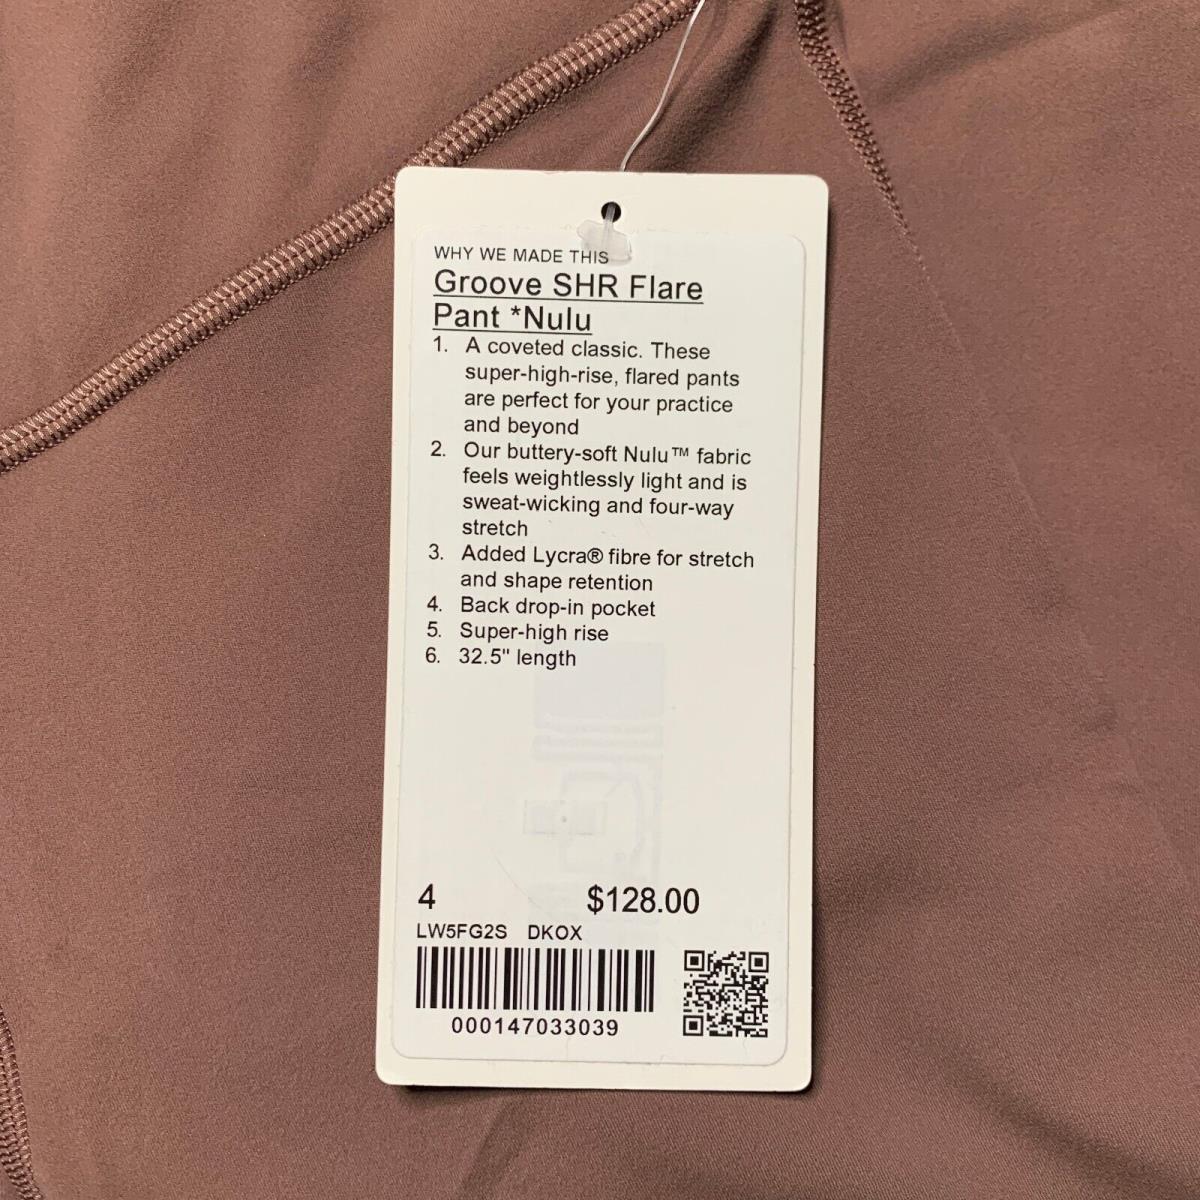 WHY WE MADE THIS
Groove SHR Flare
Pant *Nulu
1. A coveted classic. These
super-high-rise, flared pants
are perfect for your practice
and beyond
2. Our buttery-soft Nulu™ fabric
feels weightlessly light and is
sweat-wicking and four-way
stretch
3. Added Lycra® fibre for stretch
and shape retention
4. Back drop-in pocket
5. Super-high rise
6. 32.5" length
4 $128.00
LW5FG2S DKOX
000147033039